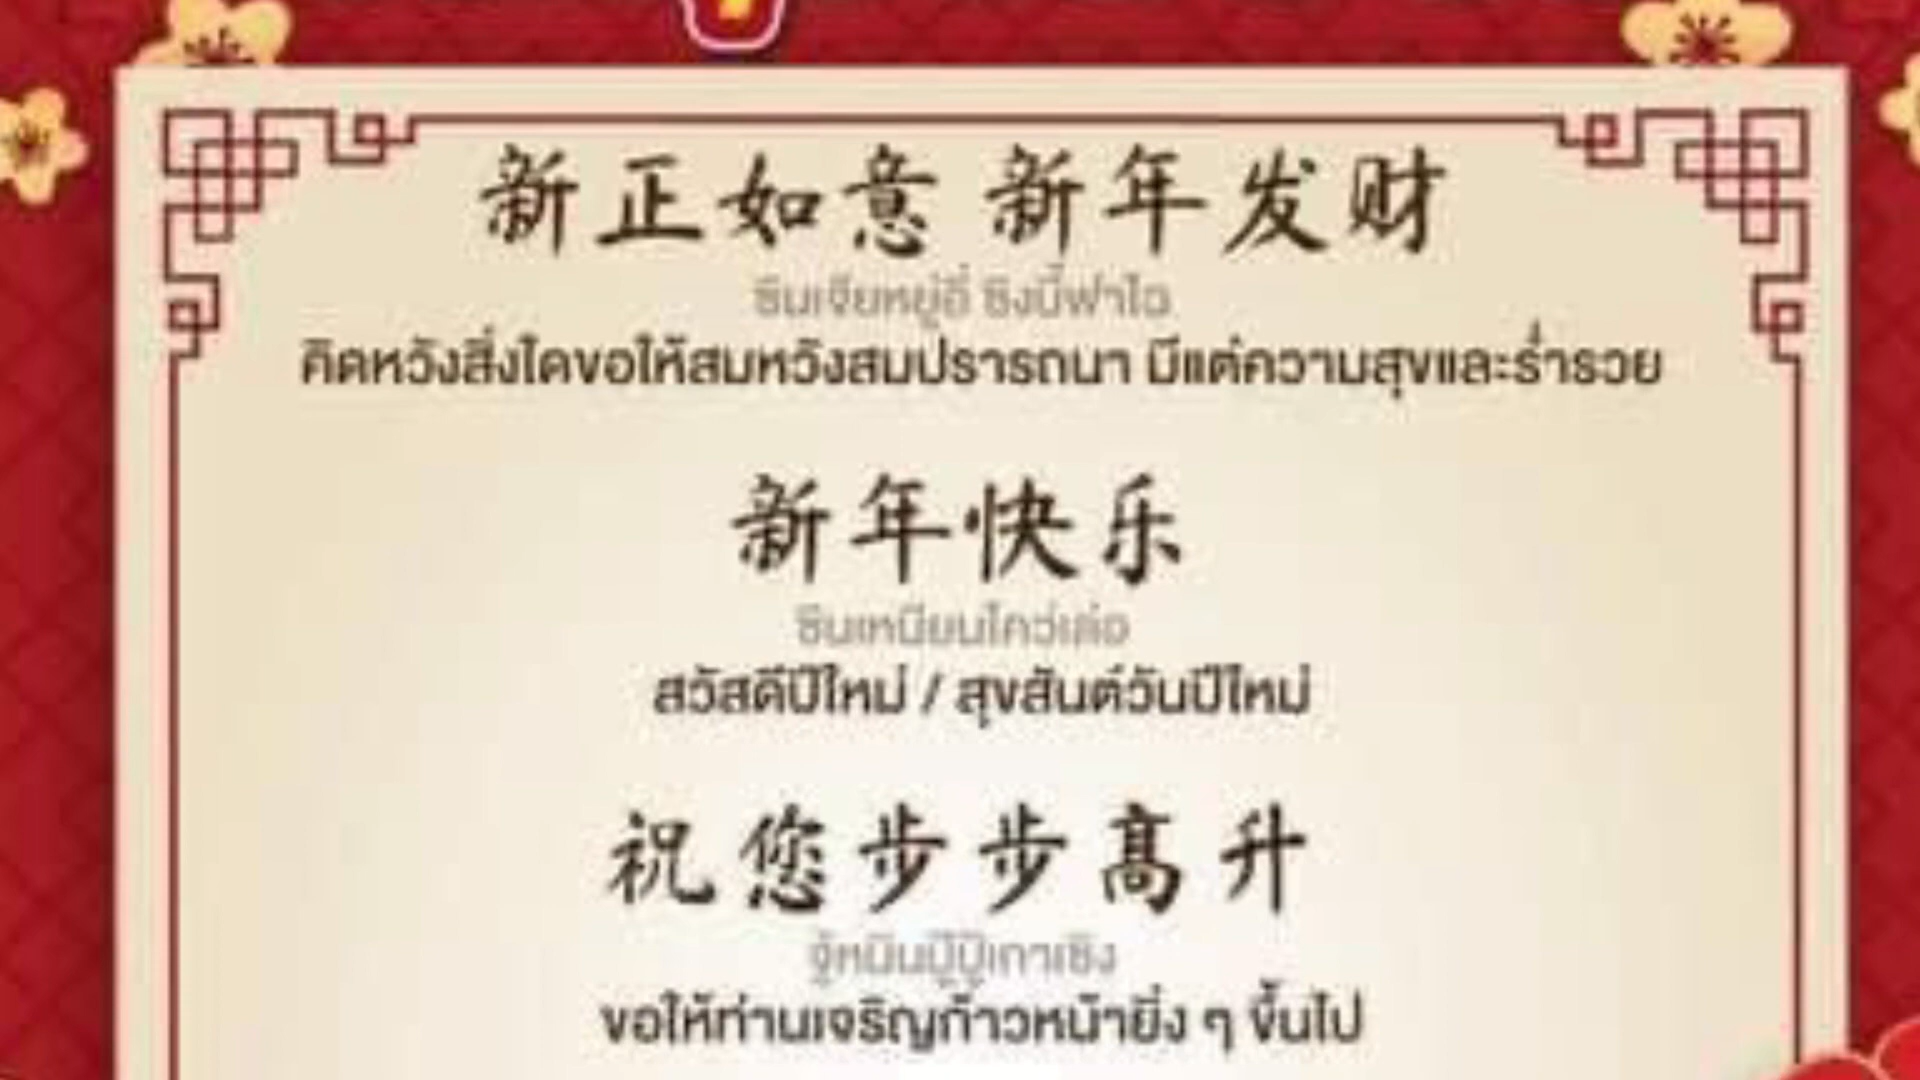 新正如意 新年发财
ซินเจียหยู่อี่ ซิงนี้ฟาไฉ
คิดหวังสิ่งใดขอให้สมหวังสมปรารถนา มีแต่ความสุขและร่ำรวย
新年快乐
ซินเหนียนไคว่เล่อ
สวัสดีปีใหม่ / สุขสันต์วันปีใหม่
祝您步步高升
จู้หนินปู้ปู้เกาเซิง
ขอให้ท่านเจริญก้าวหน้ายิ่ง ๆ ขึ้นไป